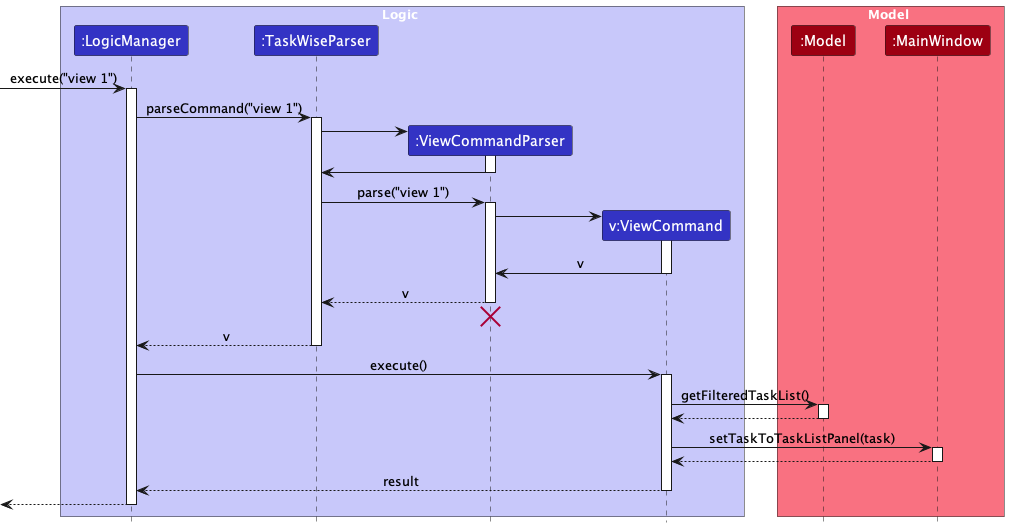 Logic
Model
:LogicManager
:TaskWiseParser
:Model
:MainWindow
execute("view 1")
parseCommand("view 1")
:ViewCommandParser
parse("view 1")
v:ViewCommand
v
v
v
execute()
getFilteredTaskList()
setTaskToTaskListPanel(task)
result